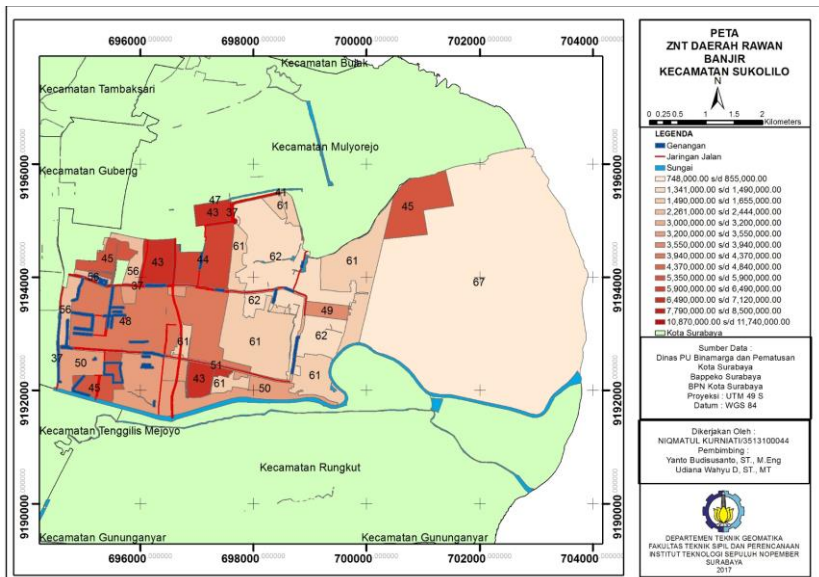 696000 698000 700000 702000 704000
Kecamatan Bulak
Kecamatan Tambaksari
Kecamatan Mulyorejo
Kecamatan Gubeng
9196000
9196000
47
41
43 37
61
45
45
56
43
44
61
62
61
67
56
37
56
48
62
49
61
61
62
37
50
51
43
61
50
61
45
9194000
9194000
9192000
9192000
Kecamatan Tenggilis Mejoyo
Kecamatan Rungkut
9190000
9190000
Kecamatan Gununganyar
Kecamatan Gununganyar
696000 698000 700000 702000 704000
PETA
ZNT DAERAH RAWAN
BANJIR
KECAMATAN SUKOLILO
N
0 0.25 0.5 1 1.5 2
Kilometers
LEGENDA
Genangan
Jaringan Jalan
Sungai
748,000.00 s/d 855,000.00
1,341,000.00 s/d 1,490,000.00
1,490,000.00 s/d 1,655,000.00
2,261,000.00 s/d 2,444,000.00
3,000,000.00 s/d 3,200,000.00
3,200,000.00 s/d 3,550,000.00
3,550,000.00 s/d 3,940,000.00
3,940,000.00 s/d 4,370,000.00
4,370,000.00 s/d 4,840,000.00
5,350,000.00 s/d 5,900,000.00
5,900,000.00 s/d 6,490,000.00
6,490,000.00 s/d 7,120,000.00
7,790,000.00 s/d 8,500,000.00
10,870,000 s/d 11,740,000.00
Kota Surabaya
Sumber Data :
Dinas PU Binamarga dan Pematusan
Kota Surabaya
Bappeko Surabaya
BPN Kota Surabaya
Proyeksi : UTM 49 S
Datum : WGS 84
Dikerjakan Oleh :
NIQMATUL KURNIATI/3513100044
Pembimbing :
Yanto Budisusanto, ST., M.Eng
Udiana Wahyu D, ST., MT
DEPARTEMEN TEKNIK GEOMATIKA
FAKULTAS TEKNIK SIPIL DAN PERENCANAAN
INSTITUT TEKNOLOGI SEPULUH NOPEMBER
SURABAYA
2017